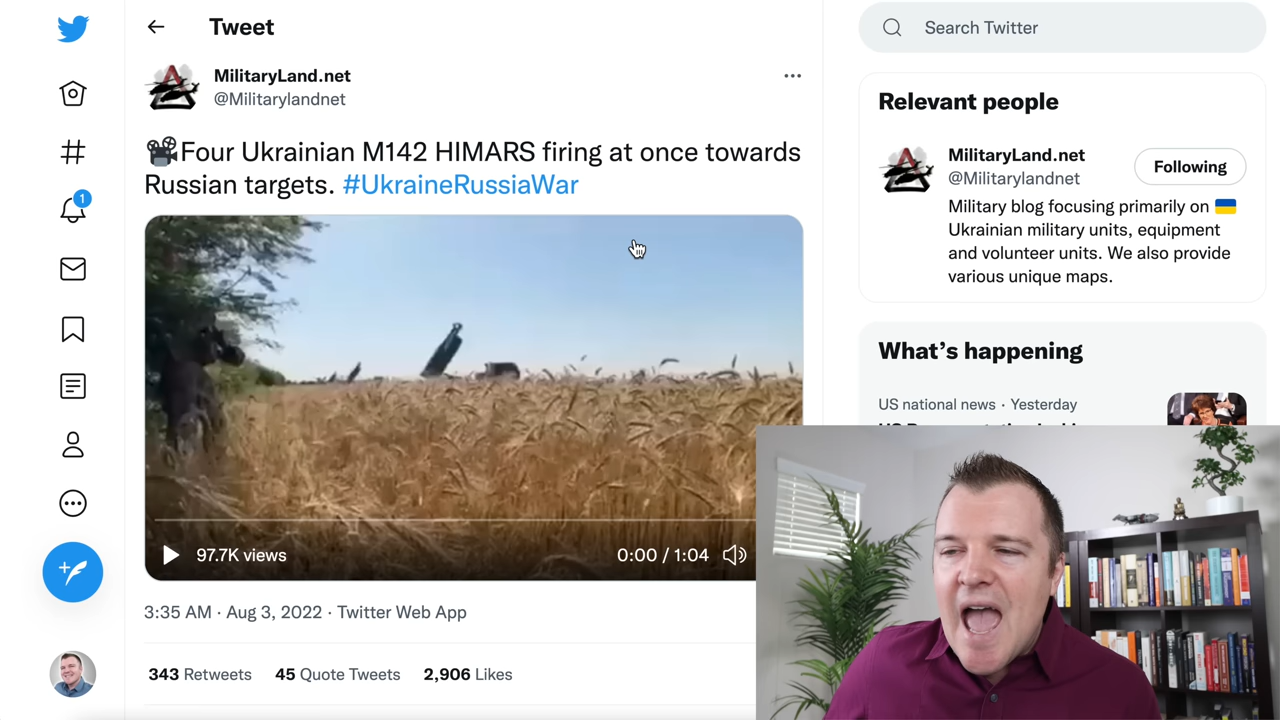 Tweet
Search Twitter
MilitaryLand.net
@Militarylandnet
Four Ukrainian M142 HIMARS firing at once towards
Russian targets. #UkraineRussiaWar
97.7K views
0:00 / 1:04
3:35 AM · Aug 3, 2022 · Twitter Web App
343 Retweets 45 Quote Tweets 2,906 Likes
1
Relevant people
MilitaryLand.net
@Militarylandnet
Following
Military blog focusing primarily on
Ukrainian military units, equipment
and volunteer units. We also provide
various unique maps.
What's happening
US national news · Yesterday